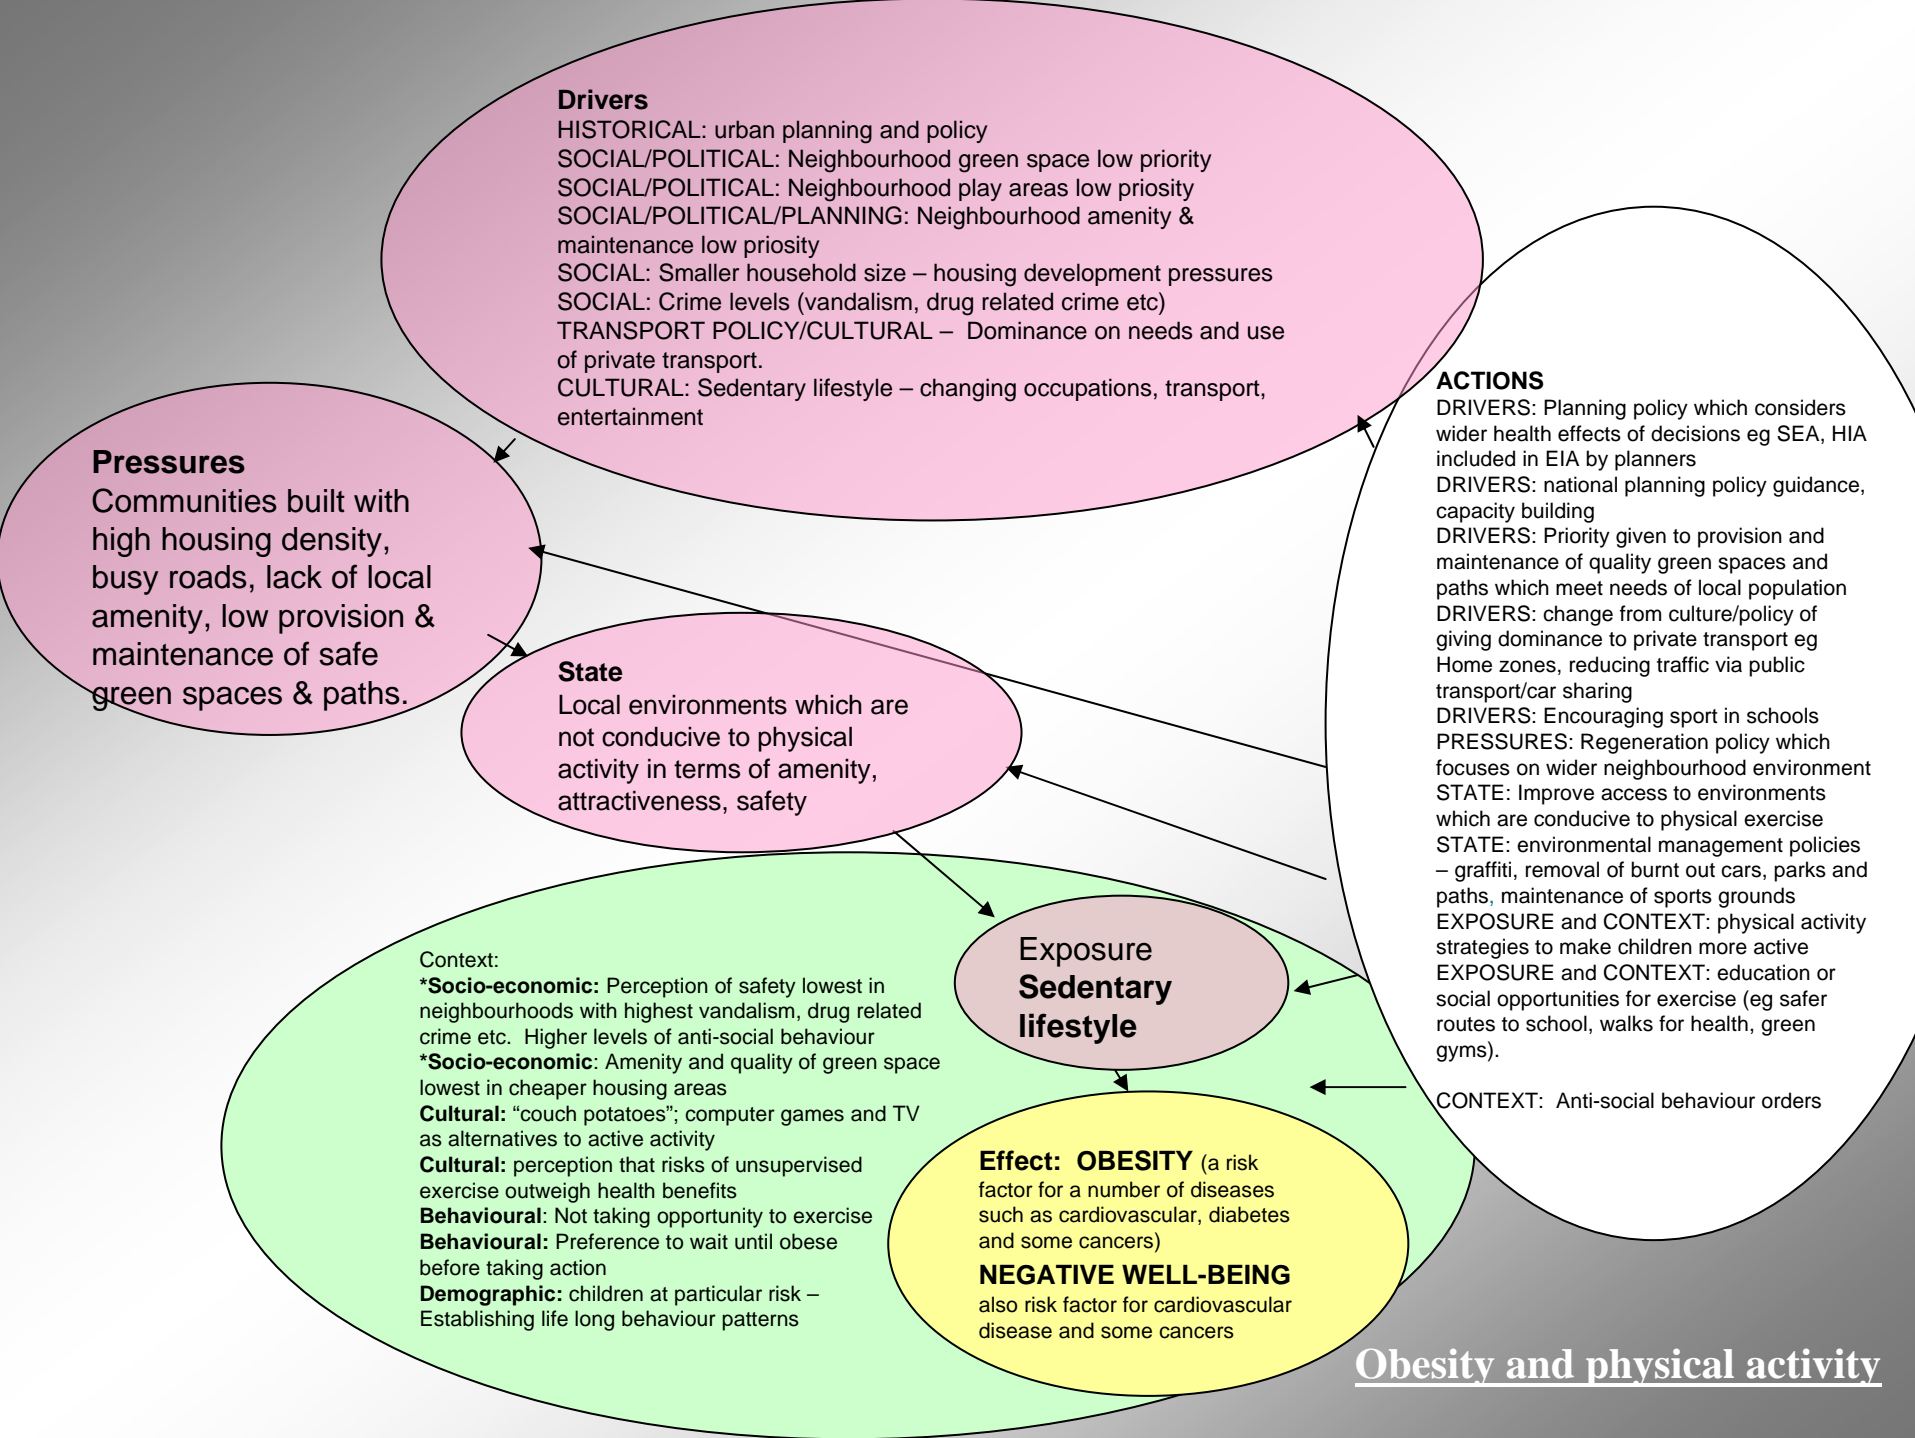 Drivers
HISTORICAL: urban planning and policy
SOCIAL/POLITICAL: Neighbourhood green space low priority
SOCIAL/POLITICAL: Neighbourhood play areas low priosity
SOCIAL/POLITICAL/PLANNING: Neighbourhood amenity &
maintenance low priosity
SOCIAL: Smaller household size – housing development pressures
SOCIAL: Crime levels (vandalism, drug related crime etc)
TRANSPORT POLICY/CULTURAL –  Dominance on needs and use
of private transport.
CULTURAL: Sedentary lifestyle – changing occupations, transport,
entertainment
Pressures
Communities built with
high housing density,
busy roads, lack of local
amenity, low provision &
maintenance of safe
green spaces & paths.
State
Local environments which are
not conducive to physical
activity in terms of amenity,
attractiveness, safety
ACTIONS
DRIVERS: Planning policy which considers
wider health effects of decisions eg SEA, HIA
included in EIA by planners
DRIVERS: national planning policy guidance,
capacity building
DRIVERS: Priority given to provision and
maintenance of quality green spaces and
paths which meet needs of local population
DRIVERS: change from culture/policy of
giving dominance to private transport eg
Home zones, reducing traffic via public
transport/car sharing
DRIVERS: Encouraging sport in schools
PRESSURES: Regeneration policy which
focuses on wider neighbourhood environment
STATE: Improve access to environments
which are conducive to physical exercise
STATE: environmental management policies
– graffiti, removal of burnt out cars, parks and
paths, maintenance of sports grounds
EXPOSURE and CONTEXT: physical activity
strategies to make children more active
EXPOSURE and CONTEXT: education or
social opportunities for exercise (eg safer
routes to school, walks for health, green
gyms).
CONTEXT:  Anti-social behaviour orders
Exposure
Sedentary
lifestyle
Context:
*Socio-economic: Perception of safety lowest in
neighbourhoods with highest vandalism, drug related
crime etc.  Higher levels of anti-social behaviour
*Socio-economic: Amenity and quality of green space
lowest in cheaper housing areas
Cultural: “couch potatoes”; computer games and TV
as alternatives to active activity
Cultural: perception that risks of unsupervised
exercise outweigh health benefits
Behavioural: Not taking opportunity to exercise
Behavioural: Preference to wait until obese
before taking action
Demographic: children at particular risk –
Establishing life long behaviour patterns
Effect:  OBESITY (a risk
factor for a number of diseases
such as cardiovascular, diabetes
and some cancers)
NEGATIVE WELL-BEING
also risk factor for cardiovascular
disease and some cancers
Obesity and physical activity